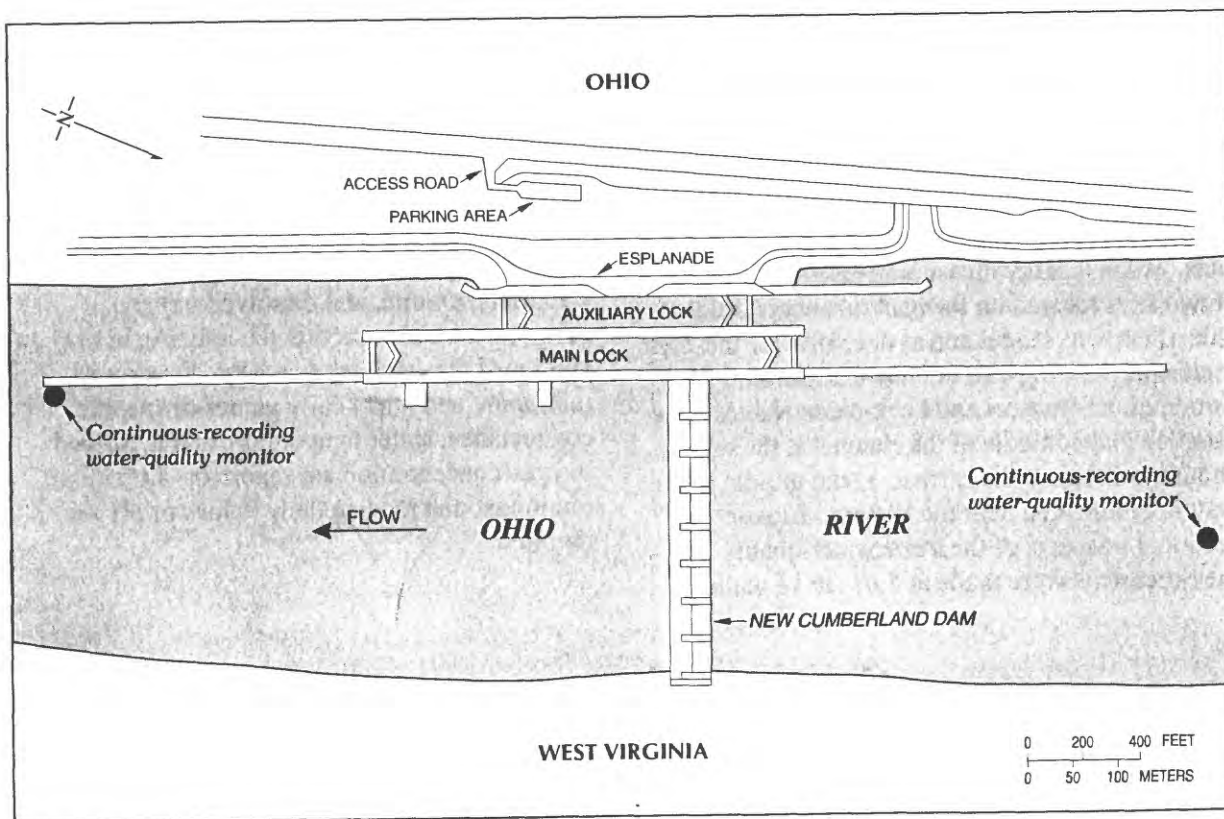 OHIO
N
ACCESS ROAD
PARKING AREA
ESPLANADE
AUXILIARY LOCK
MAIN LOCK
Continuous-recording
water-quality monitor
Continuous-recording
water-quality monitor
FLOW
OHIO
RIVER
NEW CUMBERLAND DAM
WEST VIRGINIA
0 200 400 FEET
0 50 100 METERS